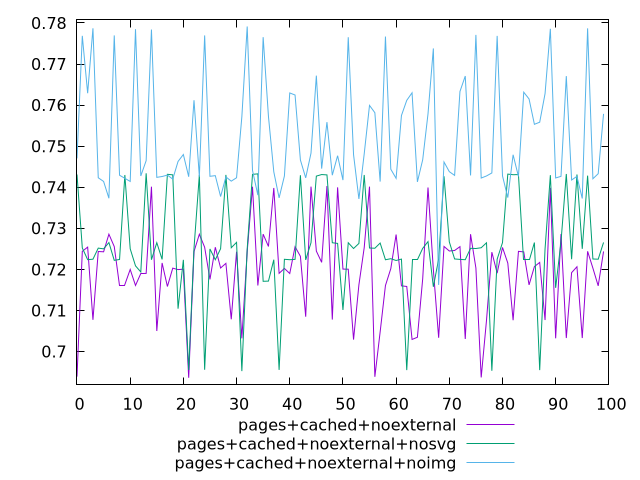 0.78
0.77
0.76
0.75
0.74
0.73
0.72
0.71
0.7
0 10 20 30 40 50 60 70 80 90 100
pages+cached+noexternal
pages+cached+noexternal+nosvg
pages+cached+noexternal+noimg